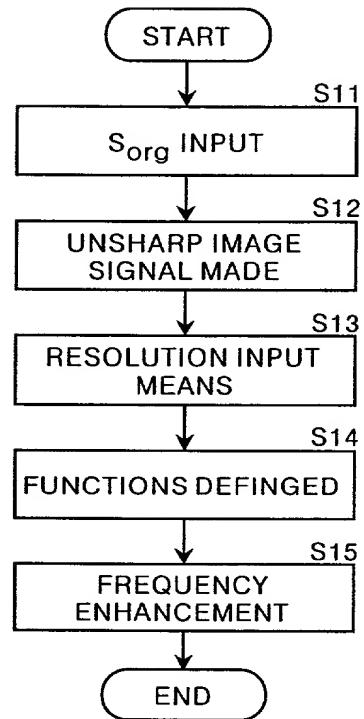 START
S11
Sorg INPUT
S12
UNSHARP IMAGE
SIGNAL MADE
S13
RESOLUTION INPUT
MEANS
S14
FUNCTIONS DEFINGED
S15
FREQUENCY
ENHANCEMENT
END